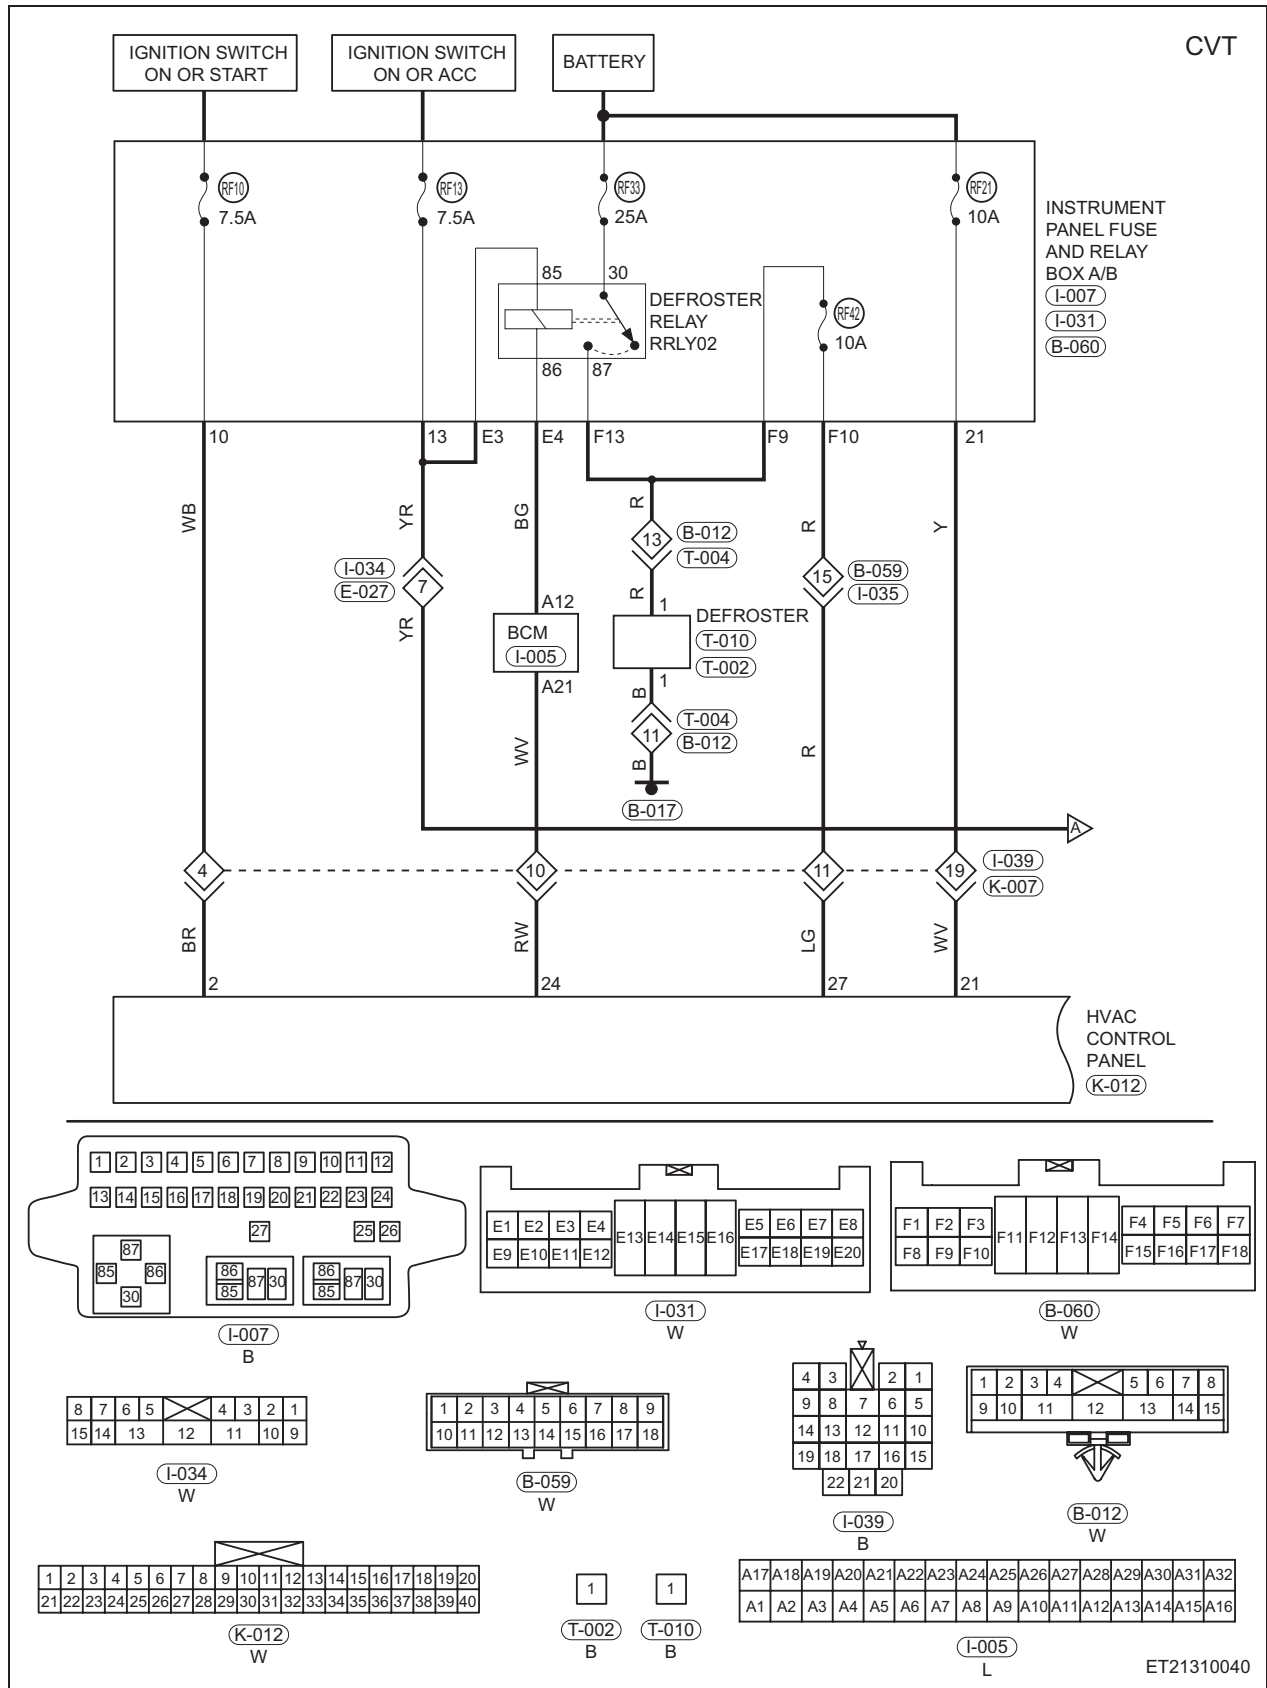 CVT
IGNITION SWITCH
ON OR START
IGNITION SWITCH
ON OR ACC
BATTERY
RF10
7.5A
RF13
7.5A
RF33
25A
RF21
10A
INSTRUMENT
PANEL FUSE
AND RELAY
BOX A/B
I-007
I-031
B-060
85 30
DEFROSTER
RELAY
RRLY02
86 87
RF42
10A
10 13 E3 E4 F13 F9 F10 21
WB YR BG R R Y
13 B-012
T-004
I-034
E-027
7
15 B-059
I-035
YR
A12
BCM
I-005
A21
R
1
DEFROSTER
T-010
T-002
1
B
T-004
B-012
11
B
B-017
WV
R
A
4 10 11 19
I-039
K-007
BR RW LG WV
2 24 27 21
HVAC
CONTROL
PANEL
K-012
1 2 3 4 5 6 7 8 9 10 11 12
13 14 15 16 17 18 19 20 21 22 23 24
27 25 26
87
85 86
30
86
85
87 30
86
85
87 30
I-007
B
E1 E2 E3 E4 E5 E6 E7 E8
E13 E14 E15 E16
E9 E10 E11 E12 E17 E18 E19 E20
I-031
W
F1 F2 F3 F4 F5 F6 F7
F11 F12 F13 F14
F8 F9 F10 F15 F16 F17 F18
B-060
W
8 7 6 5 4 3 2 1
15 14 13 12 11 10 9
I-034
W
1 2 3 4 5 6 7 8 9
10 11 12 13 14 15 16 17 18
B-059
W
4 3 2 1
9 8 7 6 5
14 13 12 11 10
19 18 17 16 15
22 21 20
I-039
B
1 2 3 4 5 6 7 8
9 10 11 12 13 14 15
B-012
W
1 2 3 4 5 6 7 8 9 10 11 12 13 14 15 16 17 18 19 20
21 22 23 24 25 26 27 28 29 30 31 32 33 34 35 36 37 38 39 40
K-012
W
1
T-002
B
1
T-010
B
A17 A18 A19 A20 A21 A22 A23 A24 A25 A26 A27 A28 A29 A30 A31 A32
A1 A2 A3 A4 A5 A6 A7 A8 A9 A10 A11 A12 A13 A14 A15 A16
I-005
L
ET21310040